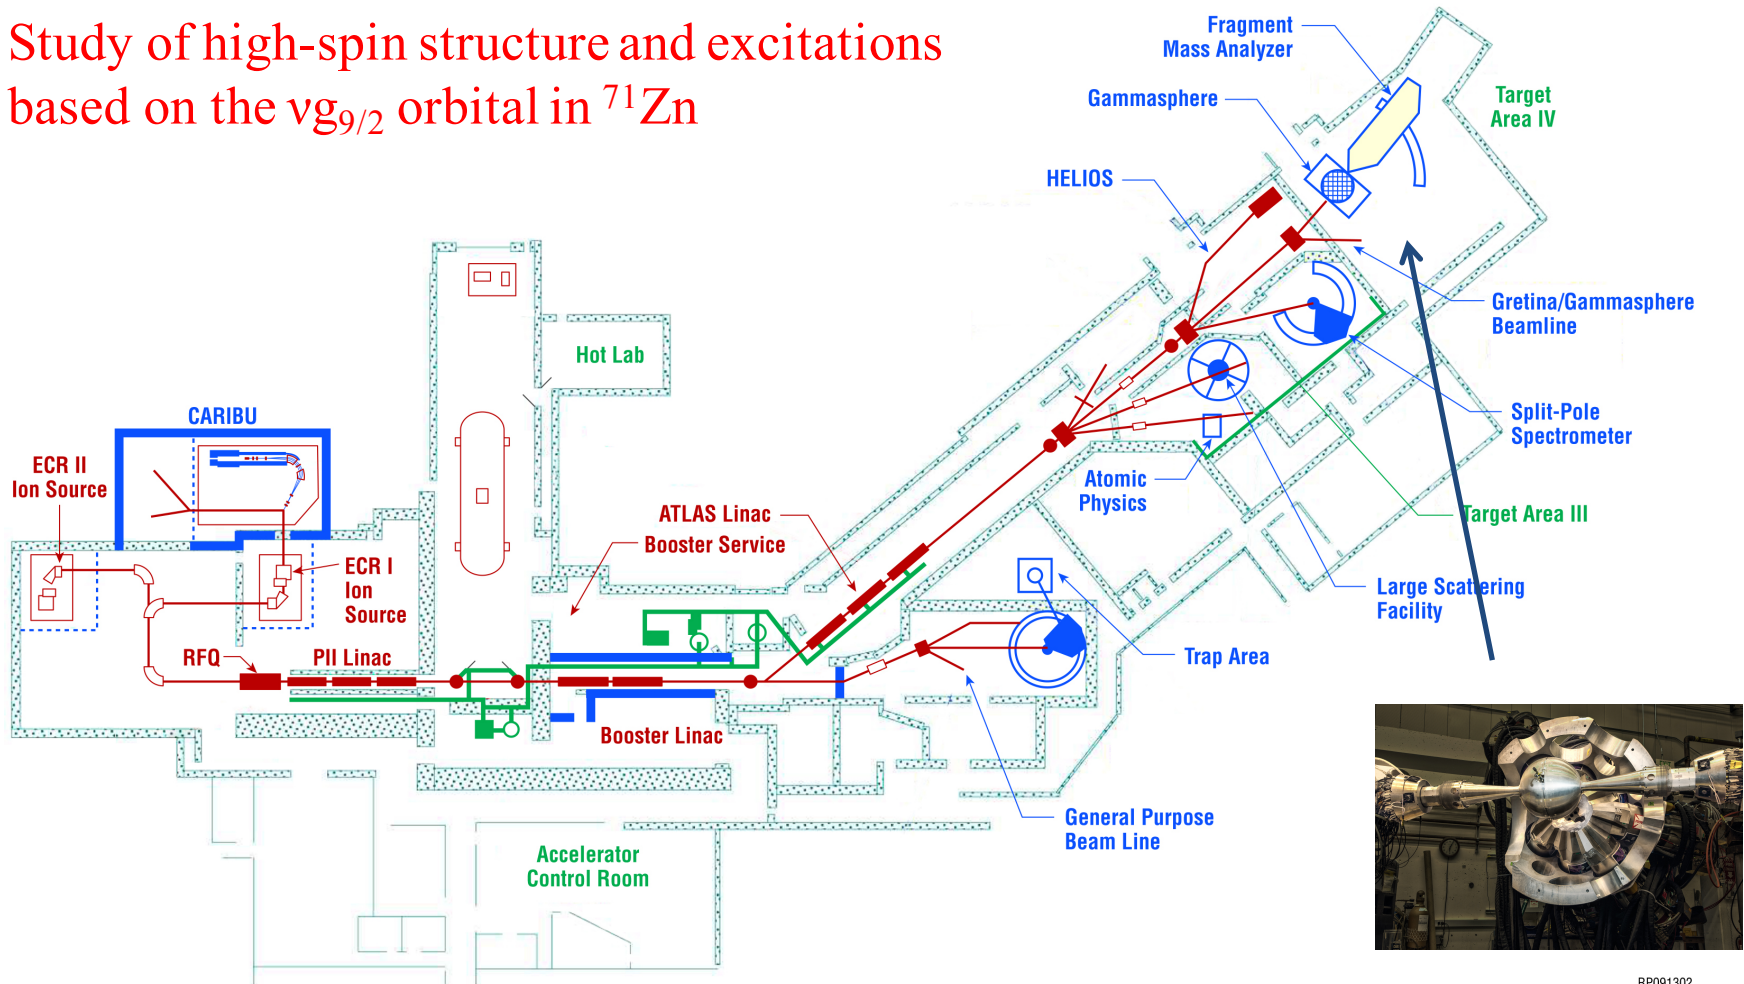 Study of high-spin structure and excitations
based on the νg9/2 orbital in 71Zn
Fragment
Mass Analyzer
Gammasphere
Target
Area IV
HELIOS
Gretina/Gammasphere
Beamline
Hot Lab
CARIBU
Split-Pole
Spectrometer
ECR II
Ion Source
Atomic
Physics
ATLAS Linac
Target Area III
Booster Service
ECR I
Ion
Source
Large Scattering
Facility
RFQ
PII Linac
Trap Area
Booster Linac
General Purpose
Beam Line
Accelerator
Control Room
RP091302